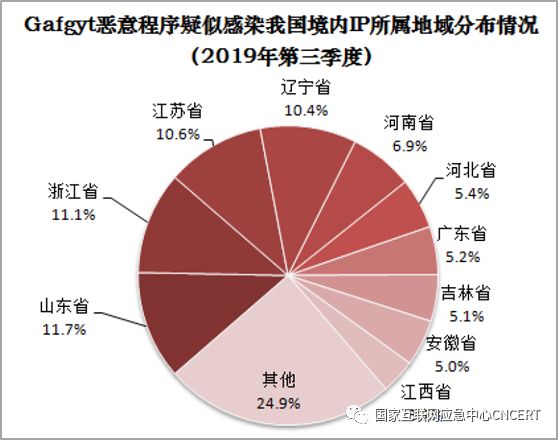 Gafgyt恶意程序疑似感染我国境内IP所属地域分布情况
（2019年第三季度）
辽宁省
10.4%
江苏省
10.6%
河南省
6.9%
河北省
5.4%
浙江省
11.1%
广东省
5.2%
吉林省
5.1%
山东省
11.7%
安徽省
5.0%
其他
24.9%
江西省
国家互联网应急中心CNCERT